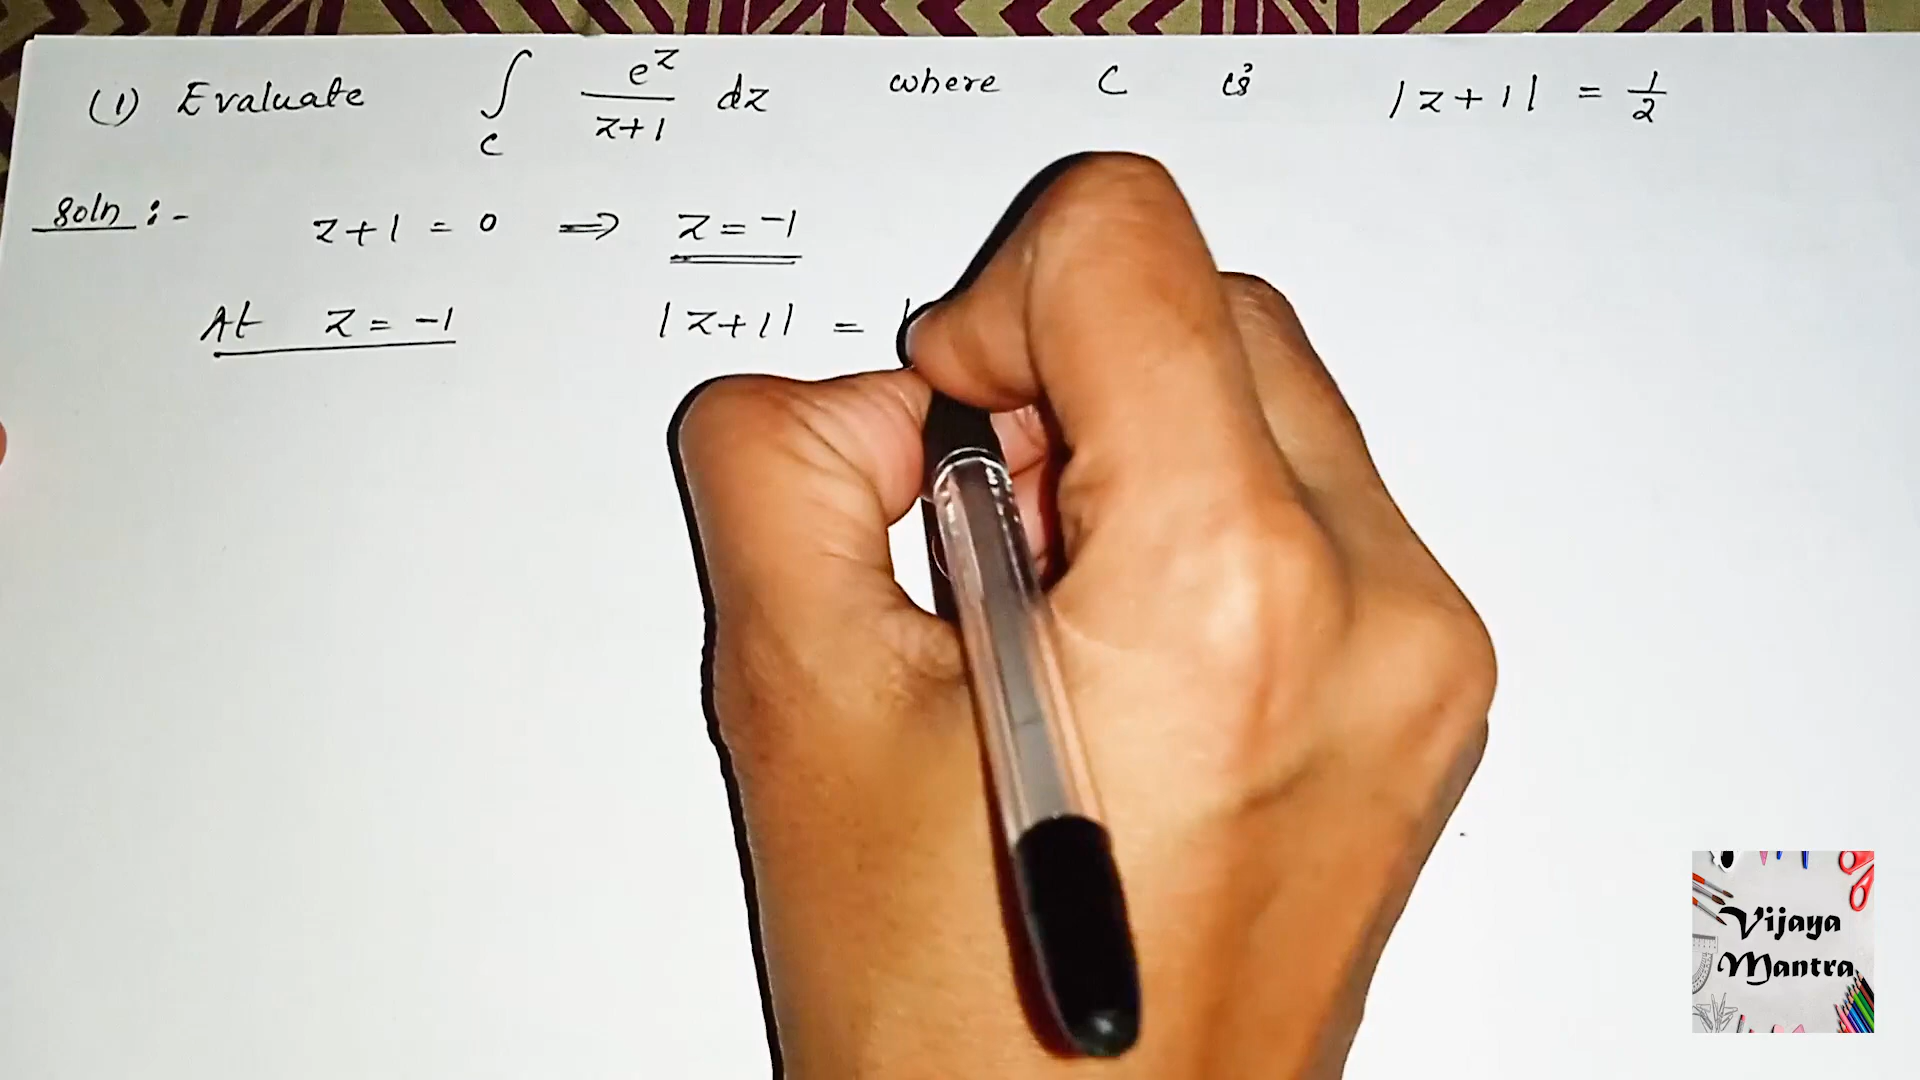 (1) Evaluate ∫_C e^z/(z+1) dz where C is |z+1| = 1/2
Soln :- z+1 = 0 ⇒ z = -1
At z = -1 |z+1| = |
Vijaya
Mantra